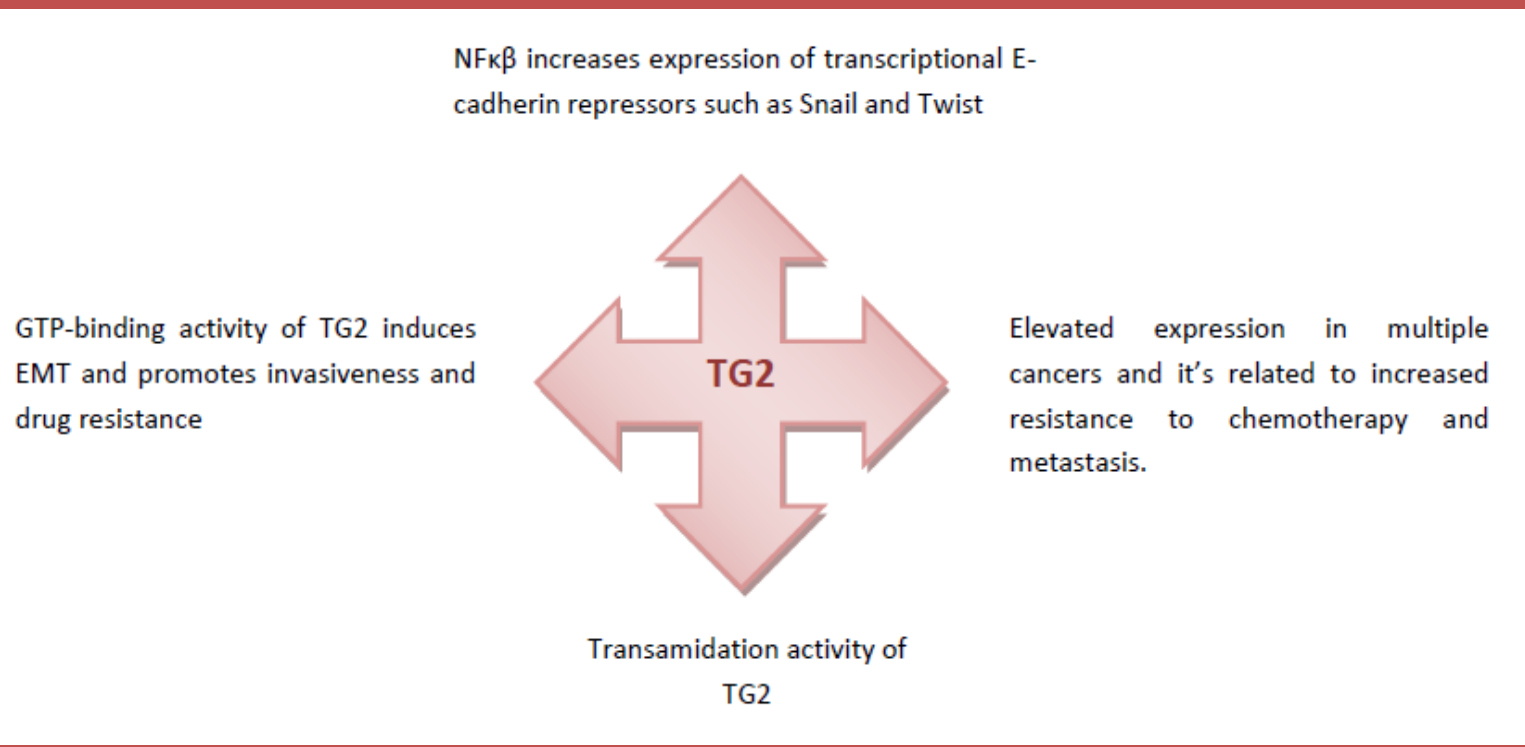 NFκβ increases expression of transcriptional E-
cadherin repressors such as Snail and Twist
GTP-binding activity of TG2 induces
EMT and promotes invasiveness and
drug resistance
TG2
Elevated expression in multiple
cancers and it's related to increased
resistance to chemotherapy and
metastasis.
Transamidation activity of
TG2